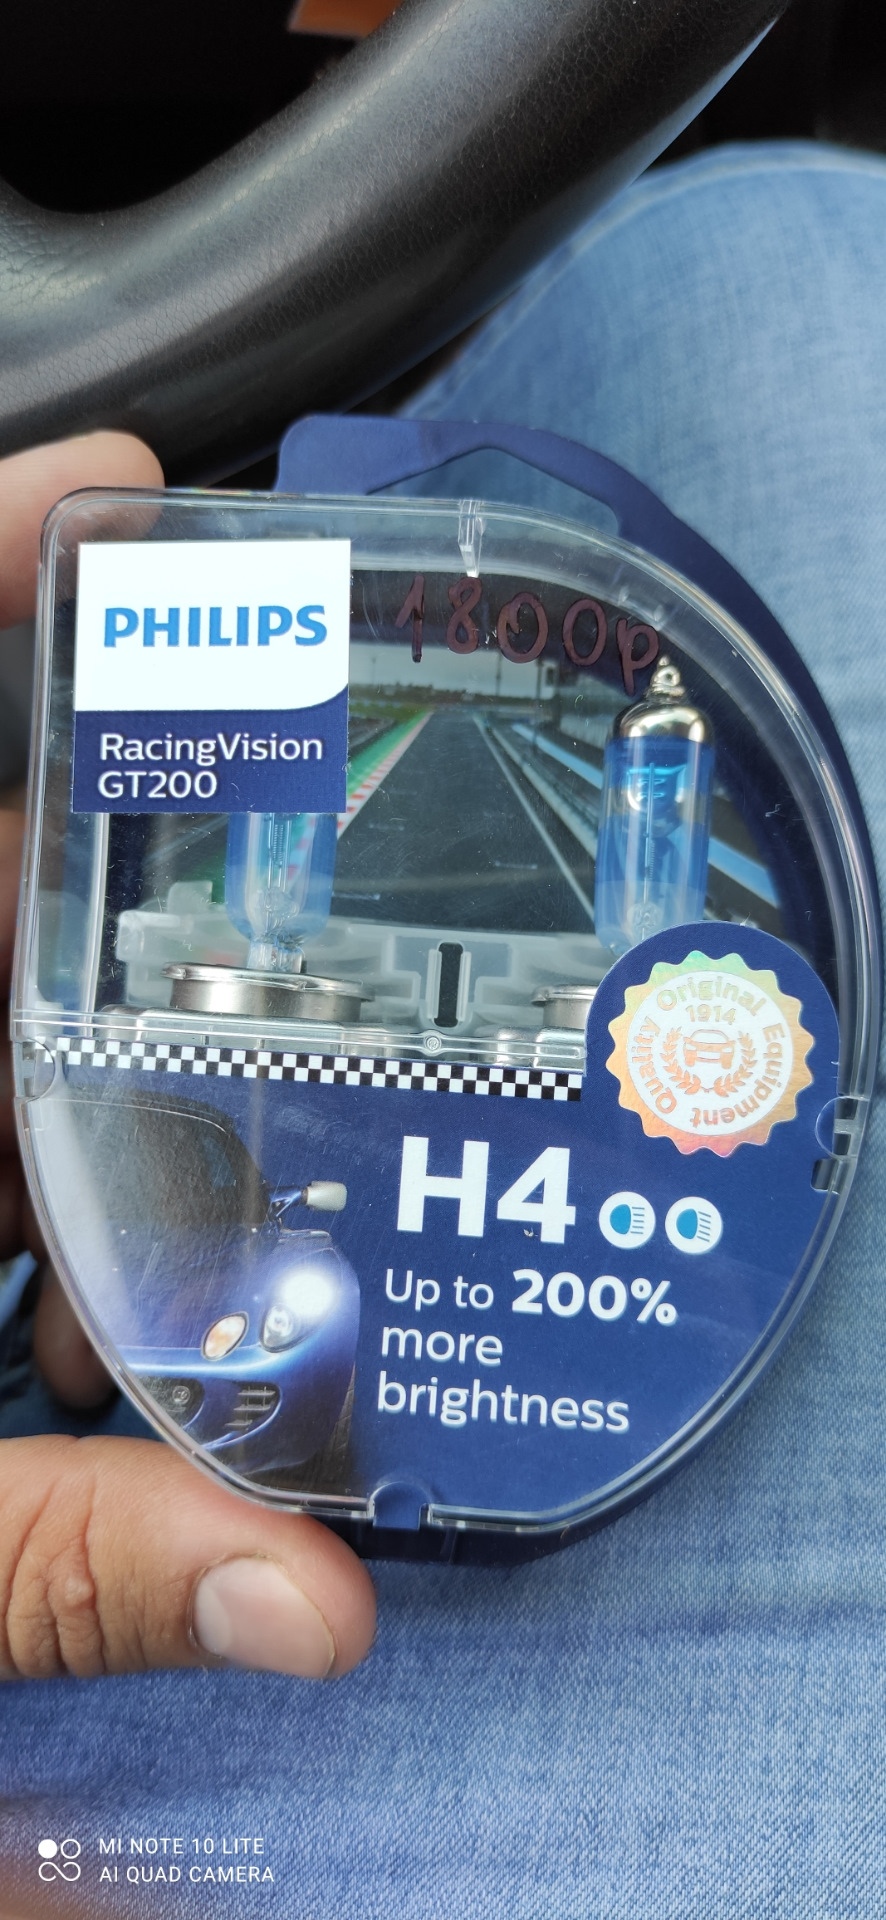 PHILIPS
1800р
RacingVision
GT200
Quality Original Equipment
1914
H4
Up to 200%
more
brightness
MI NOTE 10 LITE
AI QUAD CAMERA